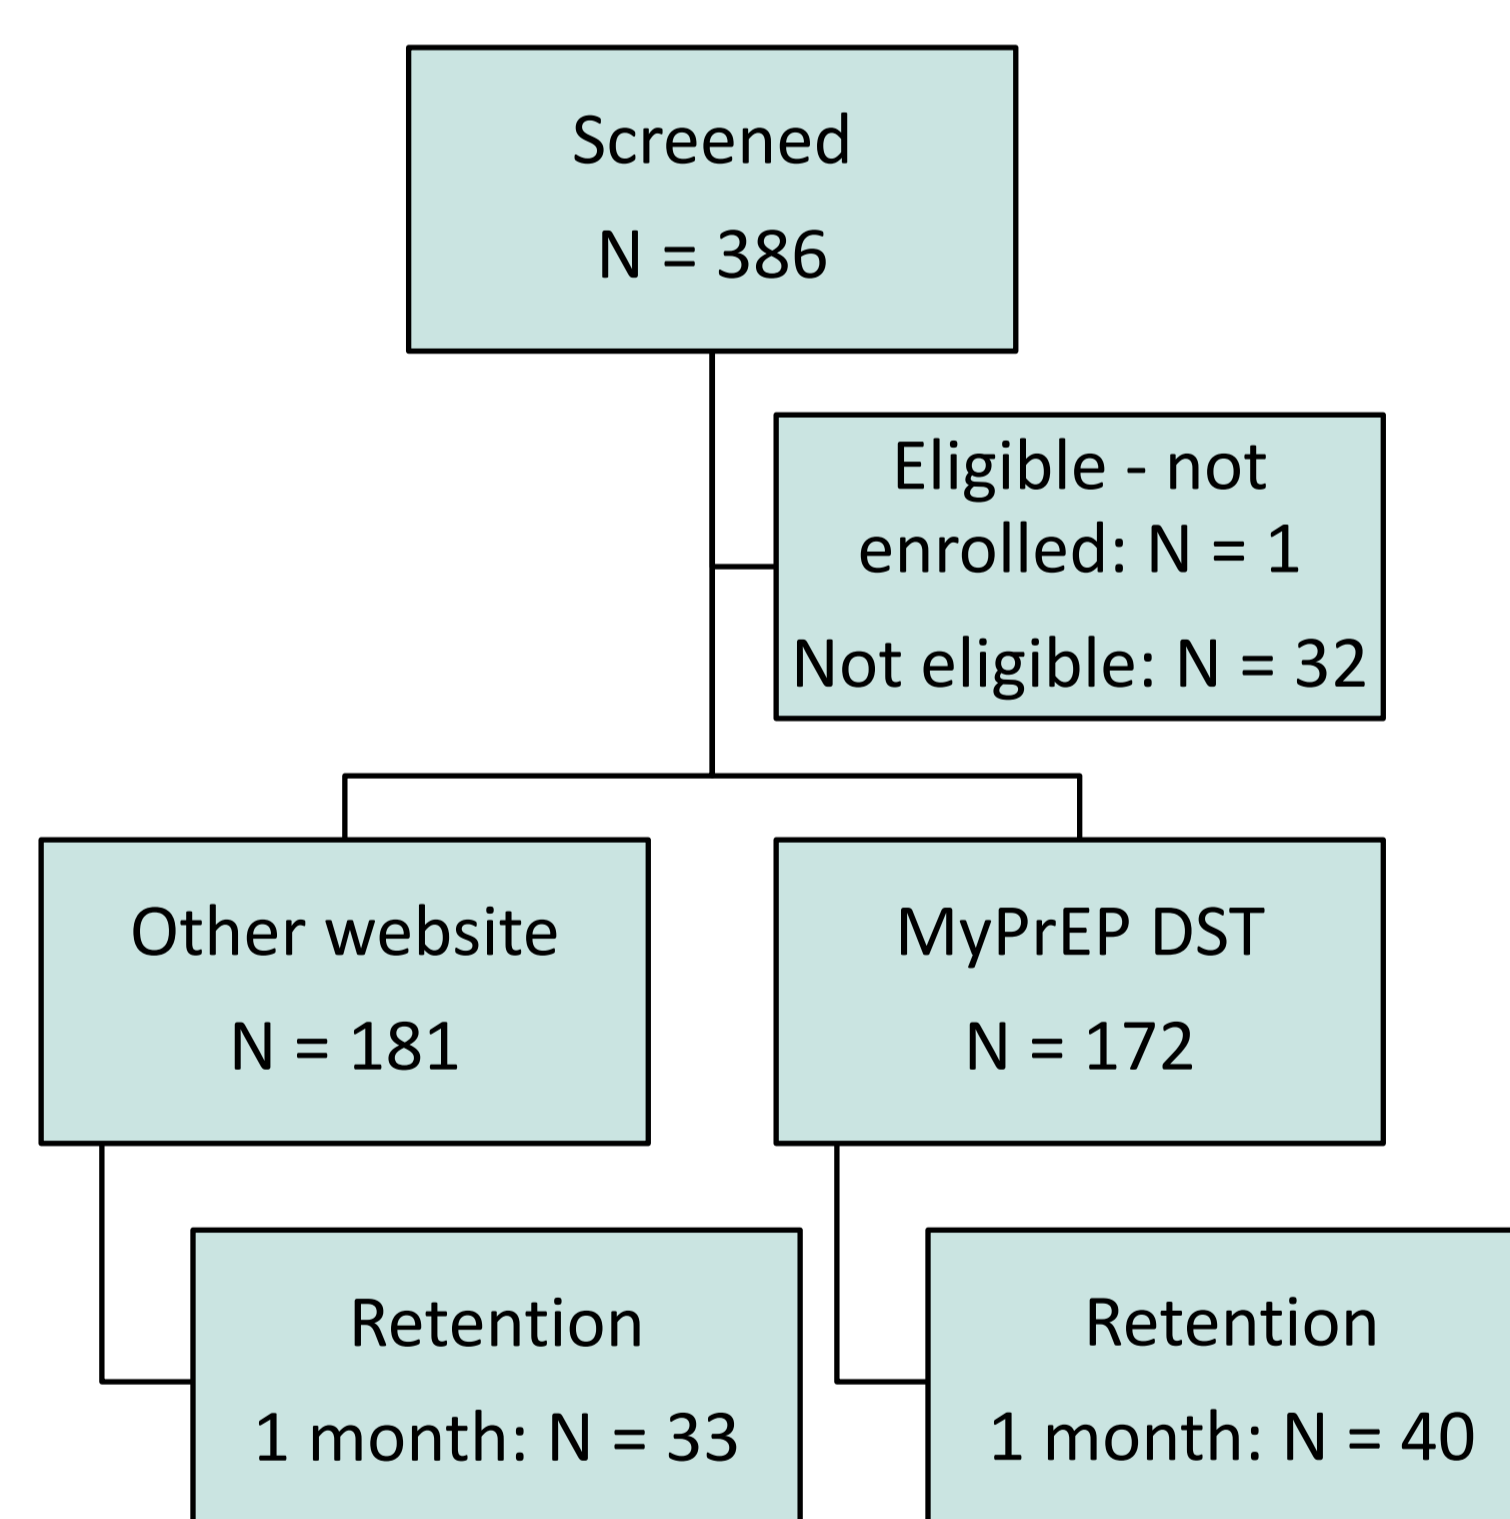 Screened
N = 386
Eligible - not
enrolled: N = 1
Not eligible: N = 32
Other website
N = 181
MyPrEP DST
N = 172
Retention
1 month: N = 33
Retention
1 month: N = 40